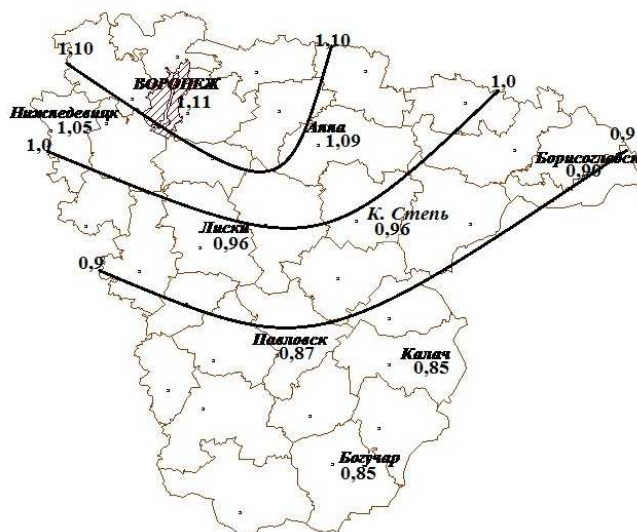 1,10
1,10
ВОРОНЕЖ
1,0
1,11
Нижнедевицк
1,05
Анна
1,09
0,9
1,0
Борисоглебск
0,90
К. Степь
0,96
Лиски
0,96
0,9
Павловск
0,87
Калач
0,85
Богучар
0,85